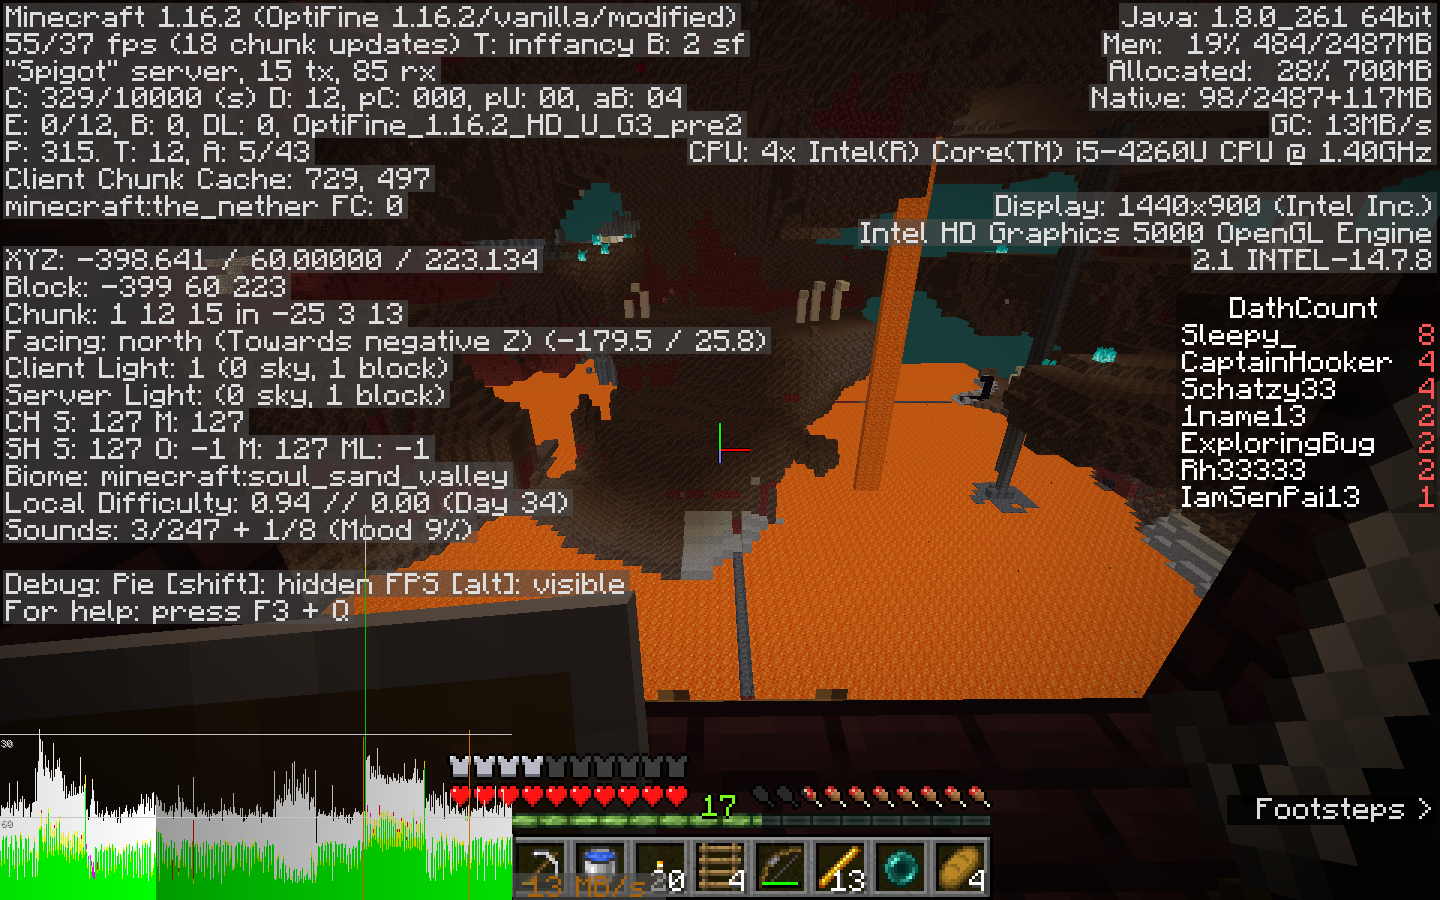 Minecraft 1.16.2 (OptiFine 1.16.2/vanilla/modified)
55/37 fps (18 chunk updates) T: inffancy B: 2 sf
"Spigot" server, 15 tx, 85 rx
C: 329/10000 (s) D: 12, pC: 000, pU: 00, aB: 04
E: 0/12, B: 0, DL: 0, OptiFine_1.16.2_HD_U_G3_pre2
P: 315. T: 12, A: 5/43
Client Chunk Cache: 729, 497
minecraft:the_nether FC: 0
XYZ: -398.641 / 60.00000 / 223.134
Block: -399 60 223
Chunk: 1 12 15 in -25 3 13
Facing: north (Towards negative Z) (-179.5 / 25.8)
Client Light: 1 (0 sky, 1 block)
Server Light: (0 sky, 1 block)
CH S: 127 M: 127
SH S: 127 O: -1 M: 127 ML: -1
Biome: minecraft:soul_sand_valley
Local Difficulty: 0.94 // 0.00 (Day 34)
Sounds: 3/247 + 1/8 (Mood 9%)
Debug: Pie [shift]: hidden FPS [alt]: visible
For help: press F3 + Q
Java: 1.8.0_261 64bit
Mem: 19% 484/2487MB
Allocated: 28% 700MB
Native: 98/2487+117MB
GC: 13MB/s
CPU: 4x Intel(R) Core(TM) i5-4260U CPU @ 1.40GHz
Display: 1440x900 (Intel Inc.)
Intel HD Graphics 5000 OpenGL Engine
2.1 INTEL-14.7.8
DathCount
Sleepy_ 8
CaptainHooker 4
Schatzy33 4
1name13 2
ExploringBug 2
Rh33333 2
IamSenPai13 1
30
60
17
Footsteps >
13 MB/s
20
4
13
4